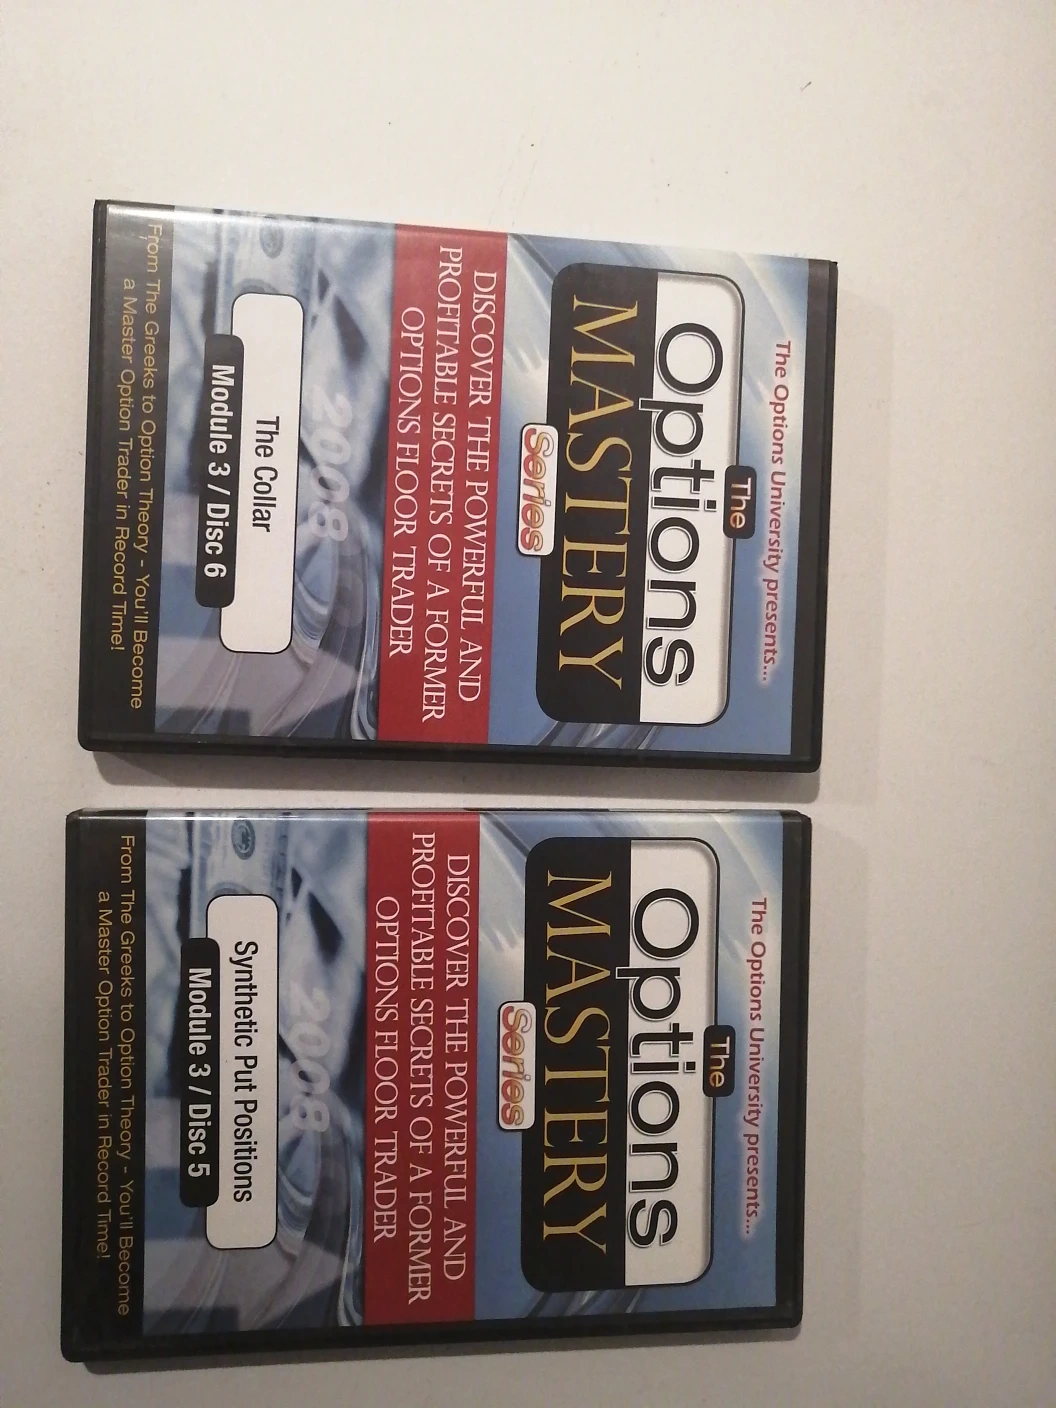 The Options University presents...
The
Options
MASTERY
Series
DISCOVER THE POWERFUL AND
PROFITABLE SECRETS OF A FORMER
OPTIONS FLOOR TRADER
2008
The Collar
Module 3 / Disc 6
From The Greeks to Option Theory - You'll Become
a Master Option Trader in Record Time!
The Options University presents...
The
Options
MASTERY
Series
DISCOVER THE POWERFUL AND
PROFITABLE SECRETS OF A FORMER
OPTIONS FLOOR TRADER
2008
Synthetic Put Positions
Module 3 / Disc 5
From The Greeks to Option Theory - You'll Become
a Master Option Trader in Record Time!